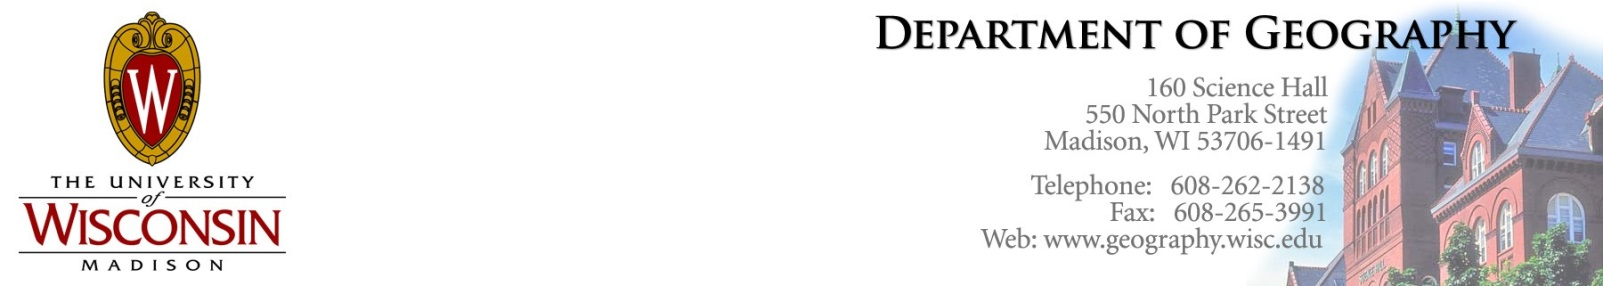 W
THE UNIVERSITY
of
WISCONSIN
MADISON
DEPARTMENT OF GEOGRAPHY
160 Science Hall
550 North Park Street
Madison, WI 53706-1491
Telephone: 608-262-2138
Fax: 608-265-3991
Web: www.geography.wisc.edu